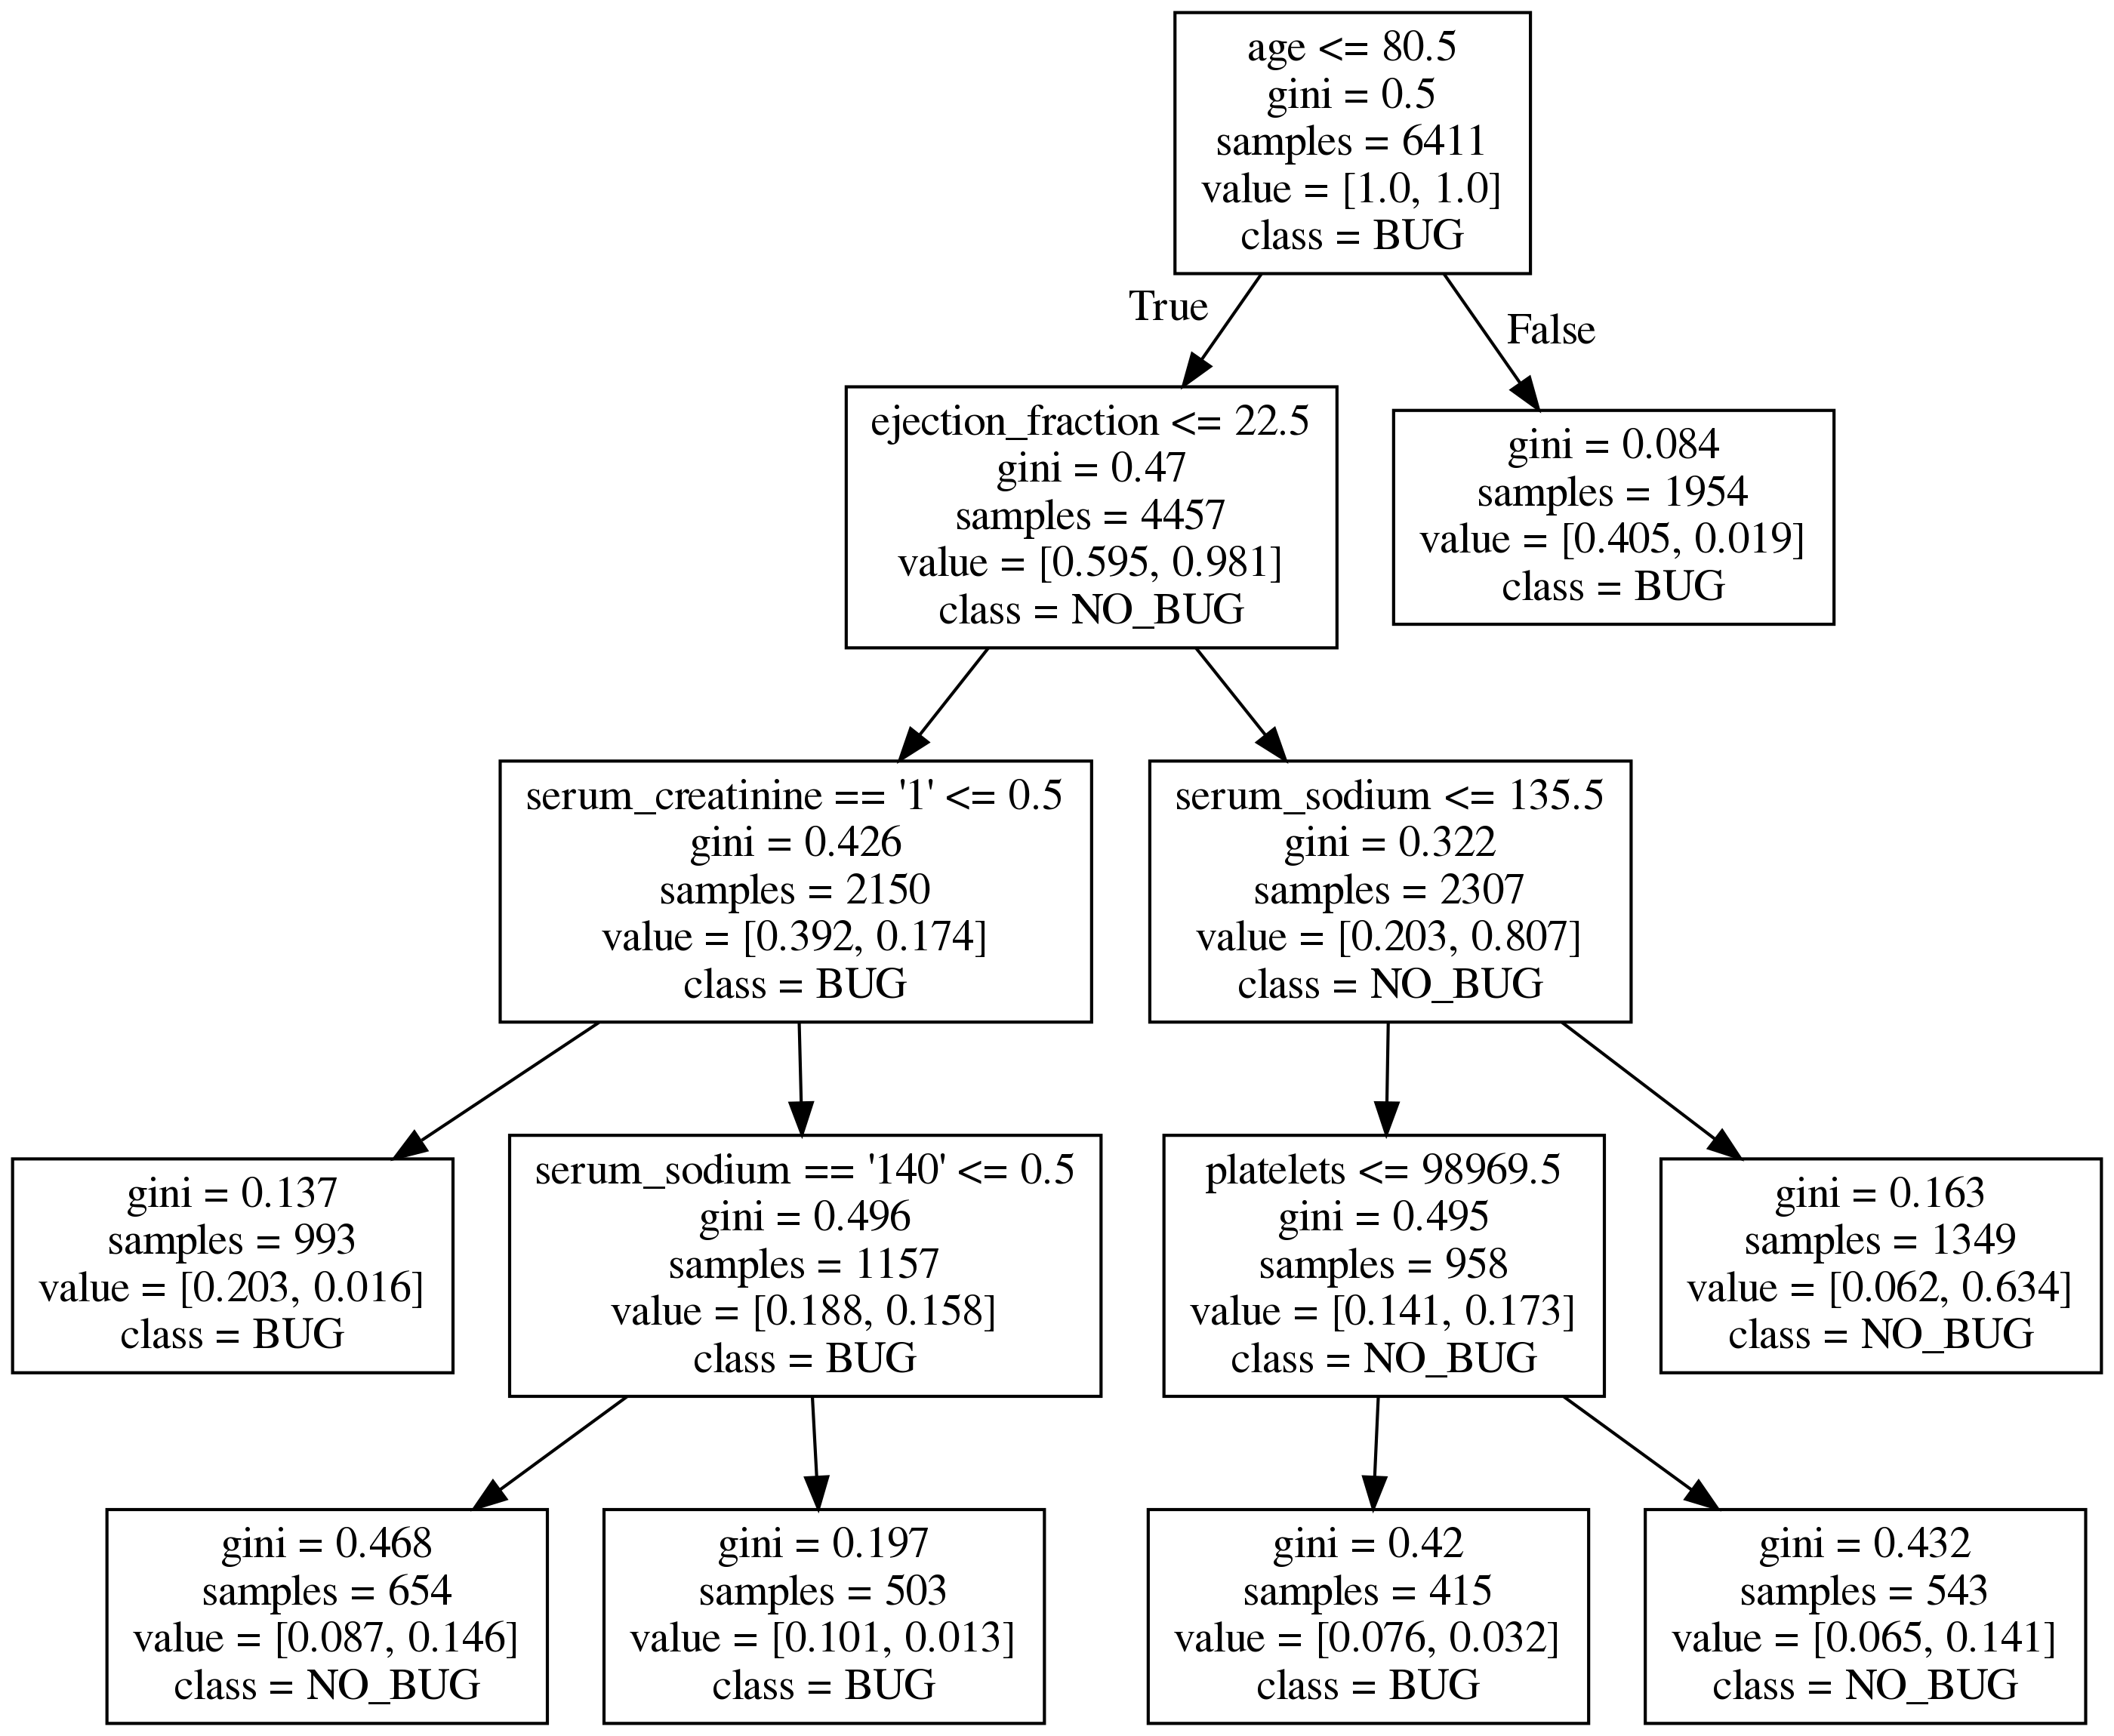 age <= 80.5
gini = 0.5
samples = 6411
value = [1.0, 1.0]
class = BUG
True
False
ejection_fraction <= 22.5
gini = 0.47
samples = 4457
value = [0.595, 0.981]
class = NO_BUG
gini = 0.084
samples = 1954
value = [0.405, 0.019]
class = BUG
serum_creatinine == '1' <= 0.5
gini = 0.426
samples = 2150
value = [0.392, 0.174]
class = BUG
serum_sodium <= 135.5
gini = 0.322
samples = 2307
value = [0.203, 0.807]
class = NO_BUG
gini = 0.137
samples = 993
value = [0.203, 0.016]
class = BUG
serum_sodium == '140' <= 0.5
gini = 0.496
samples = 1157
value = [0.188, 0.158]
class = BUG
platelets <= 98969.5
gini = 0.495
samples = 958
value = [0.141, 0.173]
class = NO_BUG
gini = 0.163
samples = 1349
value = [0.062, 0.634]
class = NO_BUG
gini = 0.468
samples = 654
value = [0.087, 0.146]
class = NO_BUG
gini = 0.197
samples = 503
value = [0.101, 0.013]
class = BUG
gini = 0.42
samples = 415
value = [0.076, 0.032]
class = BUG
gini = 0.432
samples = 543
value = [0.065, 0.141]
class = NO_BUG